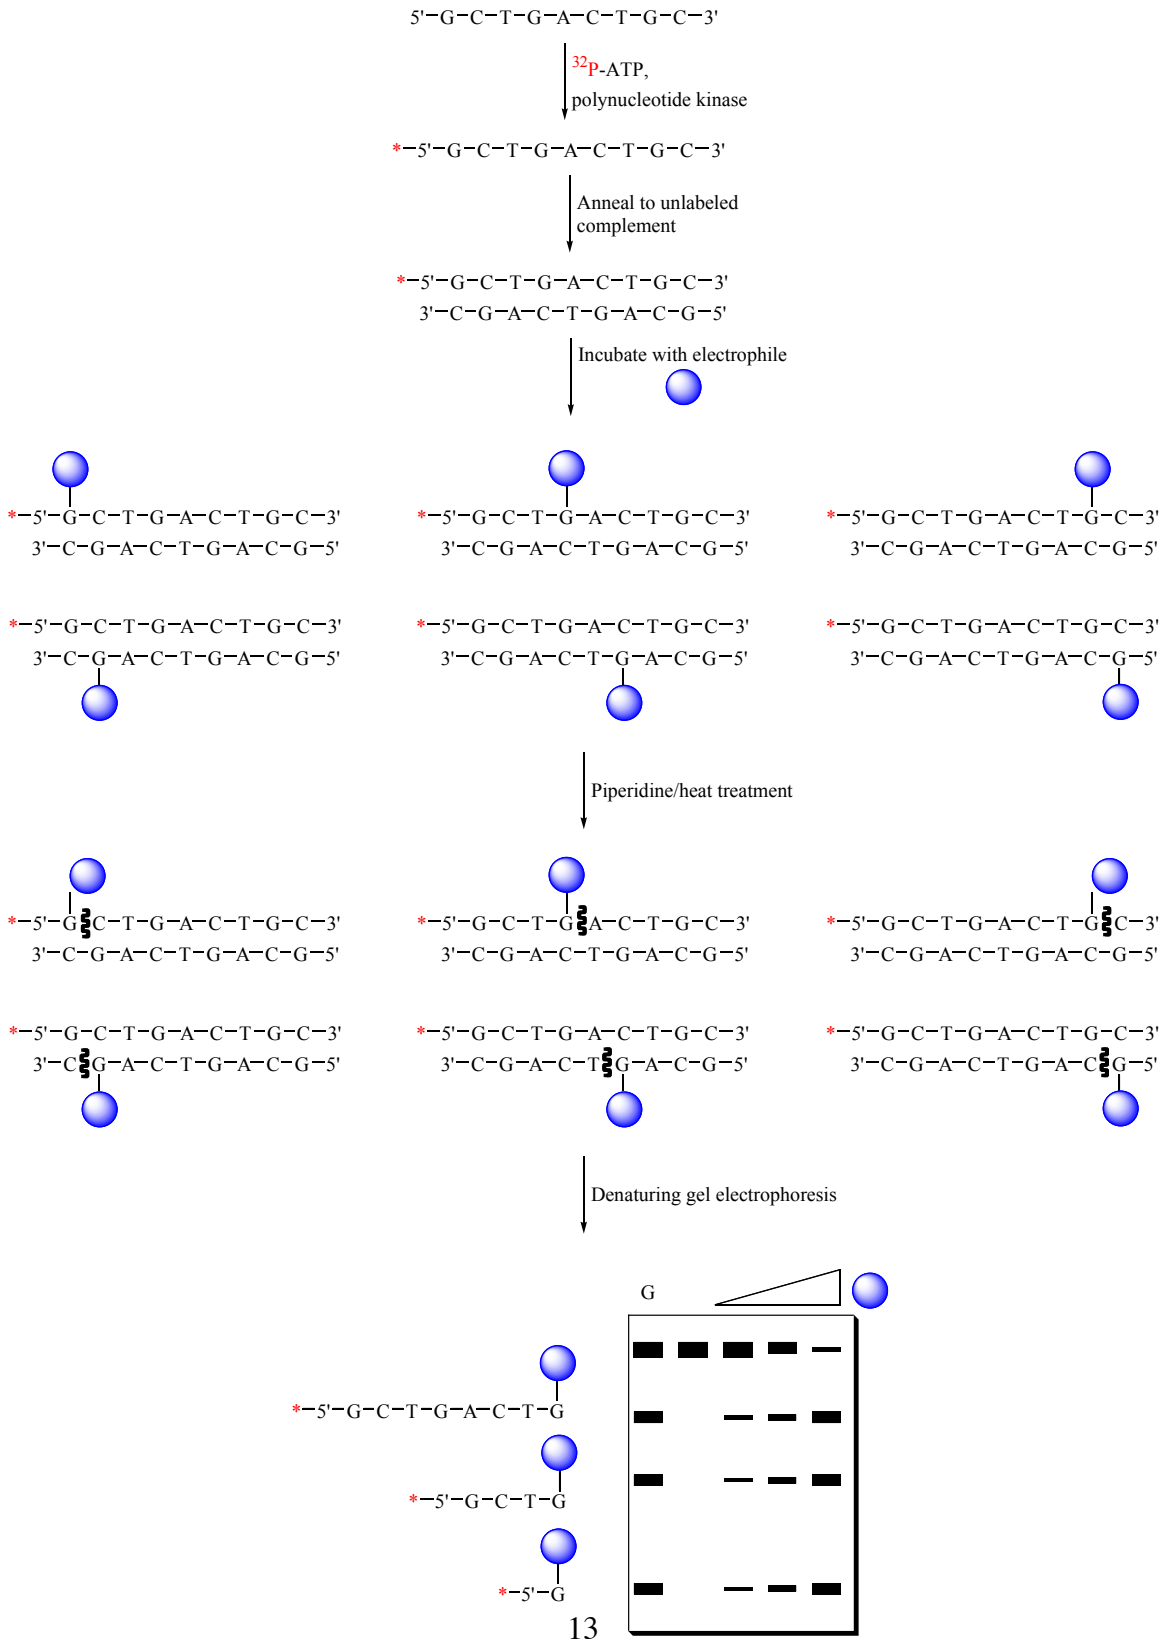 5'-G-C-T-G-A-C-T-G-C-3'
32P-ATP,
polynucleotide kinase
*-5'-G-C-T-G-A-C-T-G-C-3'
Anneal to unlabeled
complement
*-5'-G-C-T-G-A-C-T-G-C-3'
3'-C-G-A-C-T-G-A-C-G-5'
Incubate with electrophile
*-5'-G-C-T-G-A-C-T-G-C-3' *-5'-G-C-T-G-A-C-T-G-C-3' *-5'-G-C-T-G-A-C-T-G-C-3'
3'-C-G-A-C-T-G-A-C-G-5' 3'-C-G-A-C-T-G-A-C-G-5' 3'-C-G-A-C-T-G-A-C-G-5'
*-5'-G-C-T-G-A-C-T-G-C-3' *-5'-G-C-T-G-A-C-T-G-C-3' *-5'-G-C-T-G-A-C-T-G-C-3'
3'-C-G-A-C-T-G-A-C-G-5' 3'-C-G-A-C-T-G-A-C-G-5' 3'-C-G-A-C-T-G-A-C-G-5'
Piperidine/heat treatment
*-5'-G C-T-G-A-C-T-G-C-3' *-5'-G-C-T-G A-C-T-G-C-3' *-5'-G-C-T-G-A-C-T-G C-3'
3'-C-G-A-C-T-G-A-C-G-5' 3'-C-G-A-C-T-G-A-C-G-5' 3'-C-G-A-C-T-G-A-C-G-5'
*-5'-G-C-T-G-A-C-T-G-C-3' *-5'-G-C-T-G-A-C-T-G-C-3' *-5'-G-C-T-G-A-C-T-G-C-3'
3'-C G-A-C-T-G-A-C-G-5' 3'-C-G-A-C-T G-A-C-G-5' 3'-C-G-A-C-T-G-A-C G-5'
Denaturing gel electrophoresis
G
*-5'-G-C-T-G-A-C-T-G
*-5'-G-C-T-G
*-5'-G
13